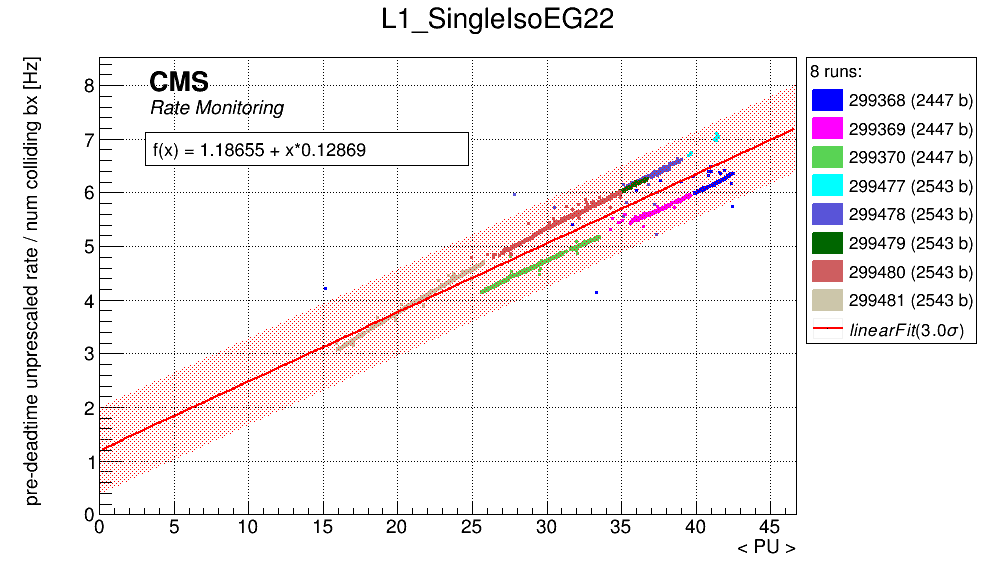 L1_SingleIsoEG22
pre-deadtime unprescaled rate / num colliding bx [Hz]
CMS
Rate Monitoring
f(x) = 1.18655 + x*0.12869
8
7
6
5
4
3
2
1
0
0 5 10 15 20 25 30 35 40 45
< PU >
8 runs:
299368 (2447 b)
299369 (2447 b)
299370 (2447 b)
299477 (2543 b)
299478 (2543 b)
299479 (2543 b)
299480 (2543 b)
299481 (2543 b)
linearFit(3.0σ)